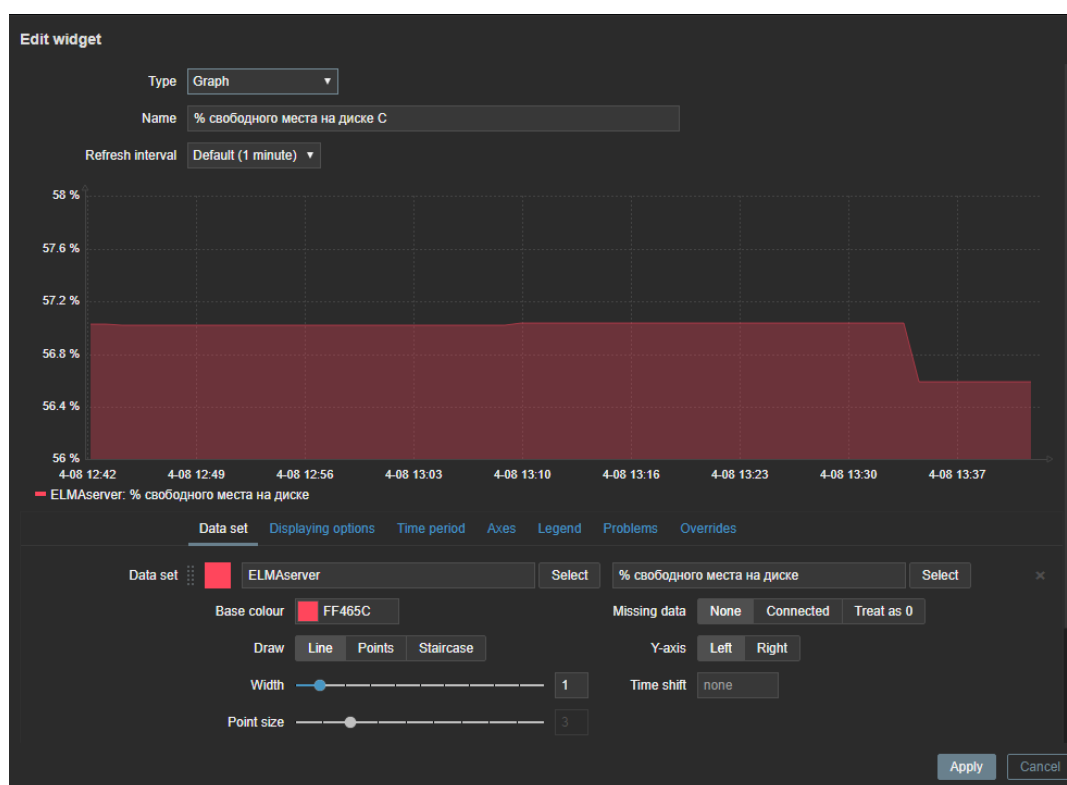 Edit widget
Type Graph
Name % свободного места на диске C
Refresh interval Default (1 minute)
58 %
57.6 %
57.2 %
56.8 %
56.4 %
56 %
4-08 12:42 4-08 12:49 4-08 12:56 4-08 13:03 4-08 13:10 4-08 13:16 4-08 13:23 4-08 13:30 4-08 13:37
ELMAserver: % свободного места на диске
Data set Displaying options Time period Axes Legend Problems Overrides
Data set ELMAserver Select % свободного места на диске Select
Base colour FF465C Missing data None Connected Treat as 0
Draw Line Points Staircase Y-axis Left Right
Width 1 Time shift none
Point size 3
Apply Cancel